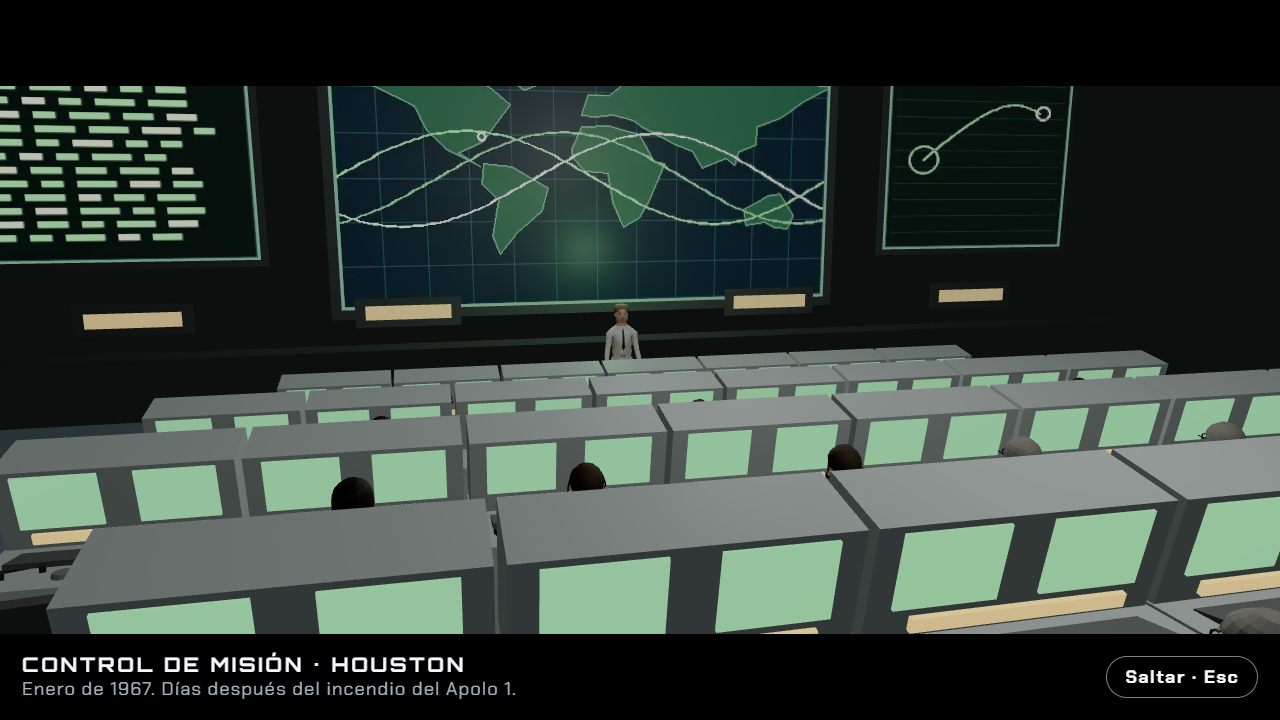 CONTROL DE MISIÓN · HOUSTON
Enero de 1967. Días después del incendio del Apolo 1.
Saltar · Esc